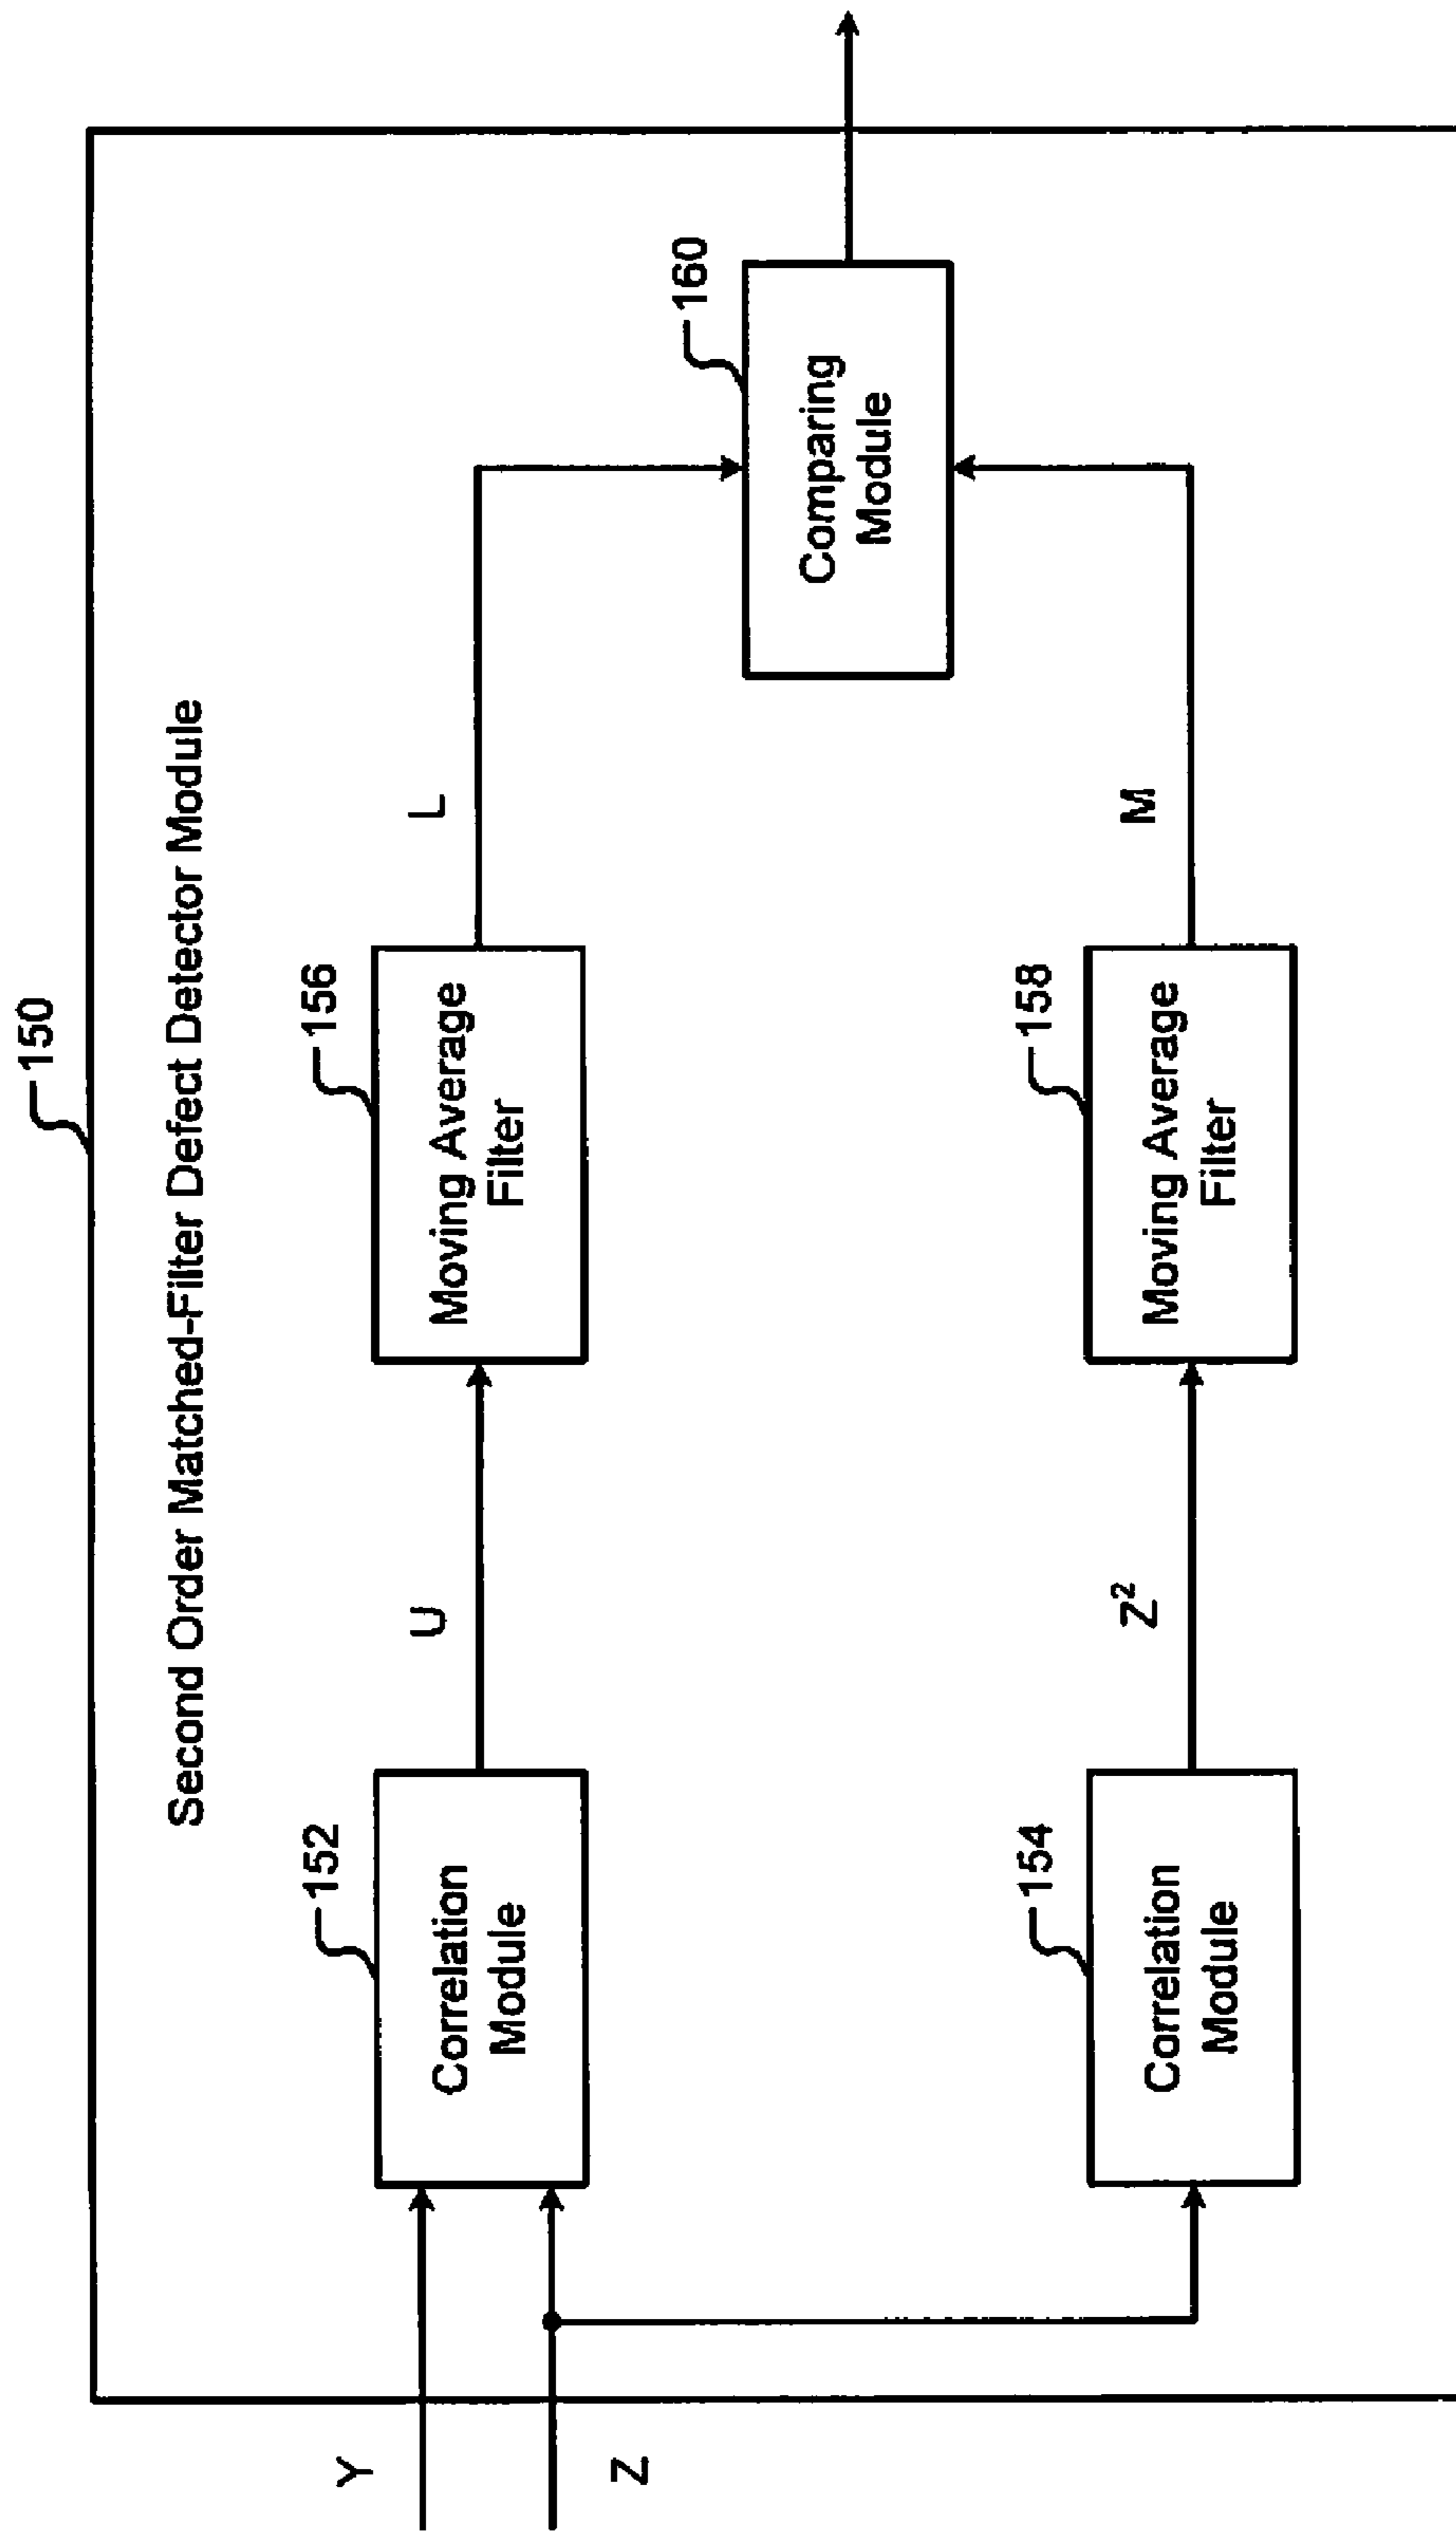 150
Second Order Matched-Filter Defect Detector Module
Y
Z
152
Correlation
Module
U
156
Moving Average
Filter
L
160
Comparing
Module
154
Correlation
Module
Z²
158
Moving Average
Filter
M